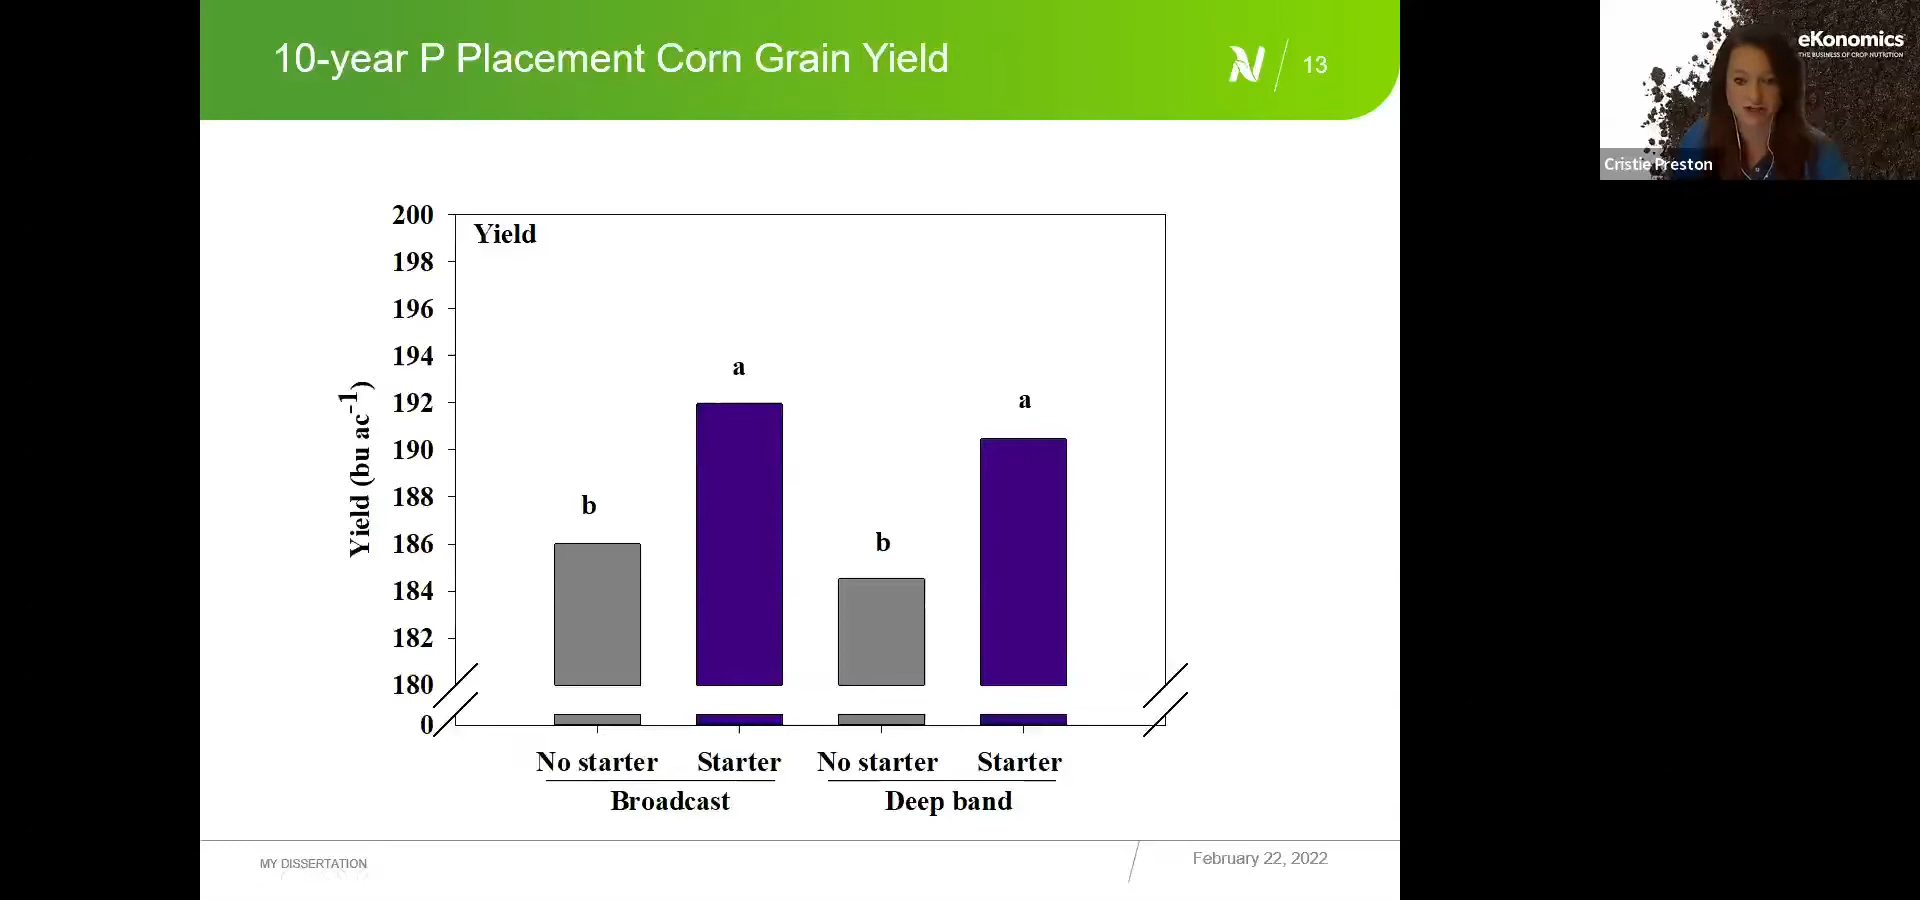 10-year P Placement Corn Grain Yield
13
eKonomics
THE BUSINESS OF CROP NUTRITION
Cristie Preston
Yield
200
198
196
194
192
190
188
186
184
182
180
0
Yield (bu ac-1)
b
a
b
a
No starter Starter No starter Starter
Broadcast Deep band
MY DISSERTATION
February 22, 2022